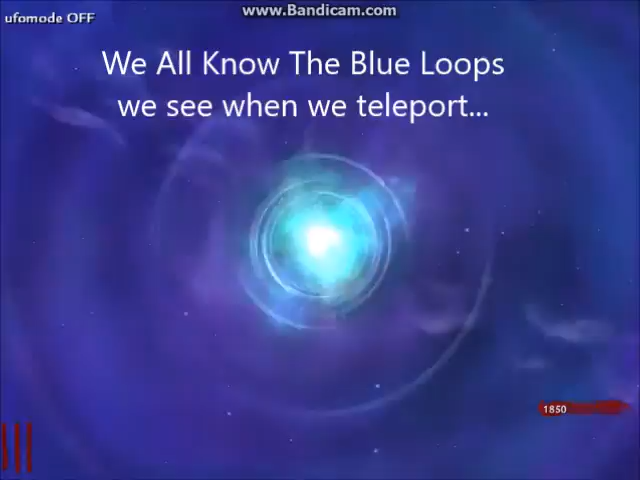 www.Bandicam.com
ufomode OFF
We All Know The Blue Loops
we see when we teleport...
1850